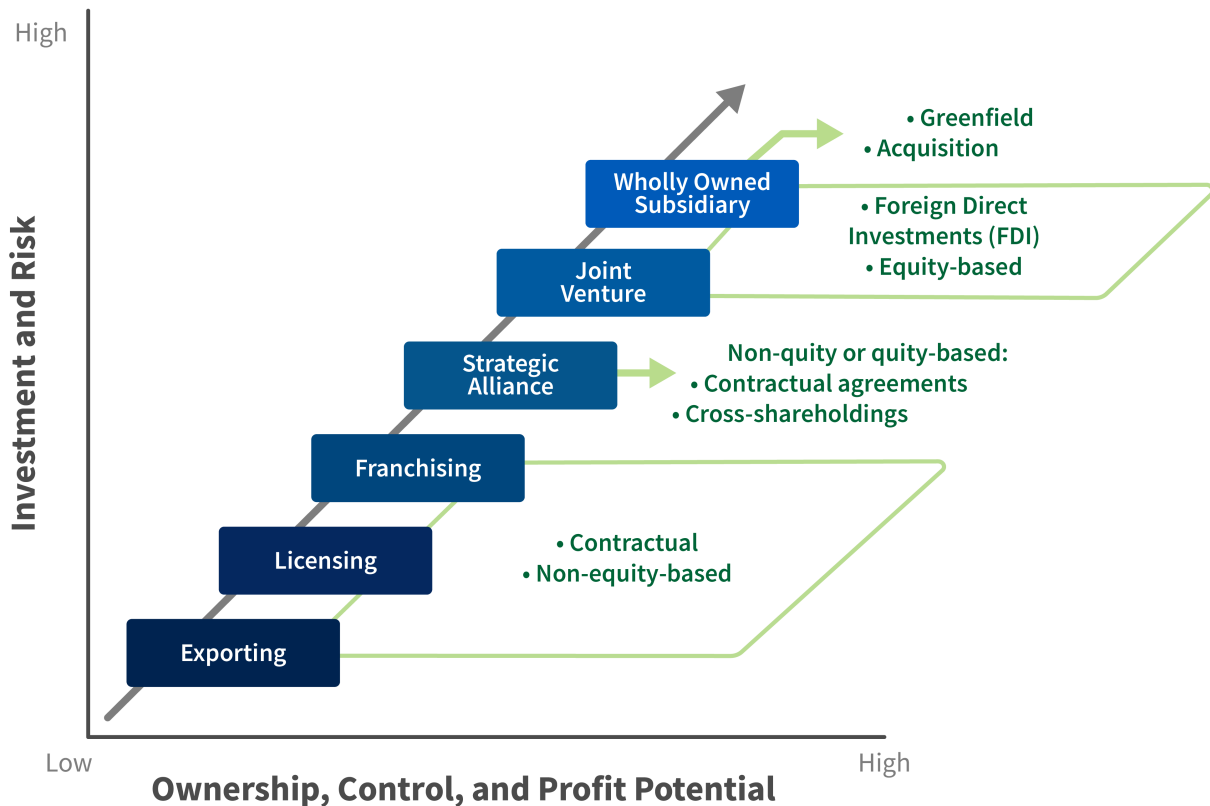 High
• Greenfield
• Acquisition
Wholly Owned
Subsidiary
• Foreign Direct
Investments (FDI)
• Equity-based
Joint
Venture
Investment and Risk
Non-quity or quity-based:
• Contractual agreements
• Cross-shareholdings
Strategic
Alliance
Franchising
• Contractual
• Non-equity-based
Licensing
Exporting
Low
High
Ownership, Control, and Profit Potential